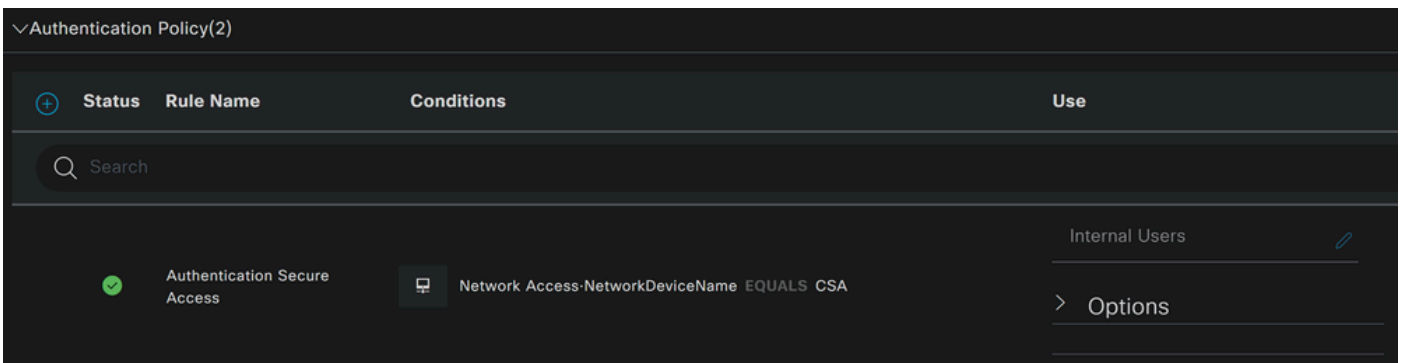 Authentication Policy(2)
Status Rule Name Conditions Use
Search
Internal Users
Authentication Secure
Access
Network Access·NetworkDeviceName EQUALS CSA
Options